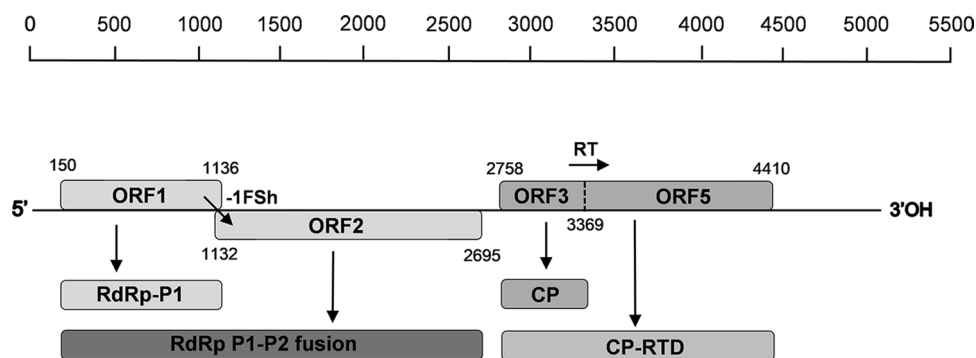 0 500 1000 1500 2000 2500 3000 3500 4000 4500 5000 5500
RT
150 1136 2758 4410
ORF1 -1FSh ORF3 ORF5
5’ 3’OH
ORF2 3369
1132 2695
RdRp-P1 CP
RdRp P1-P2 fusion CP-RTD